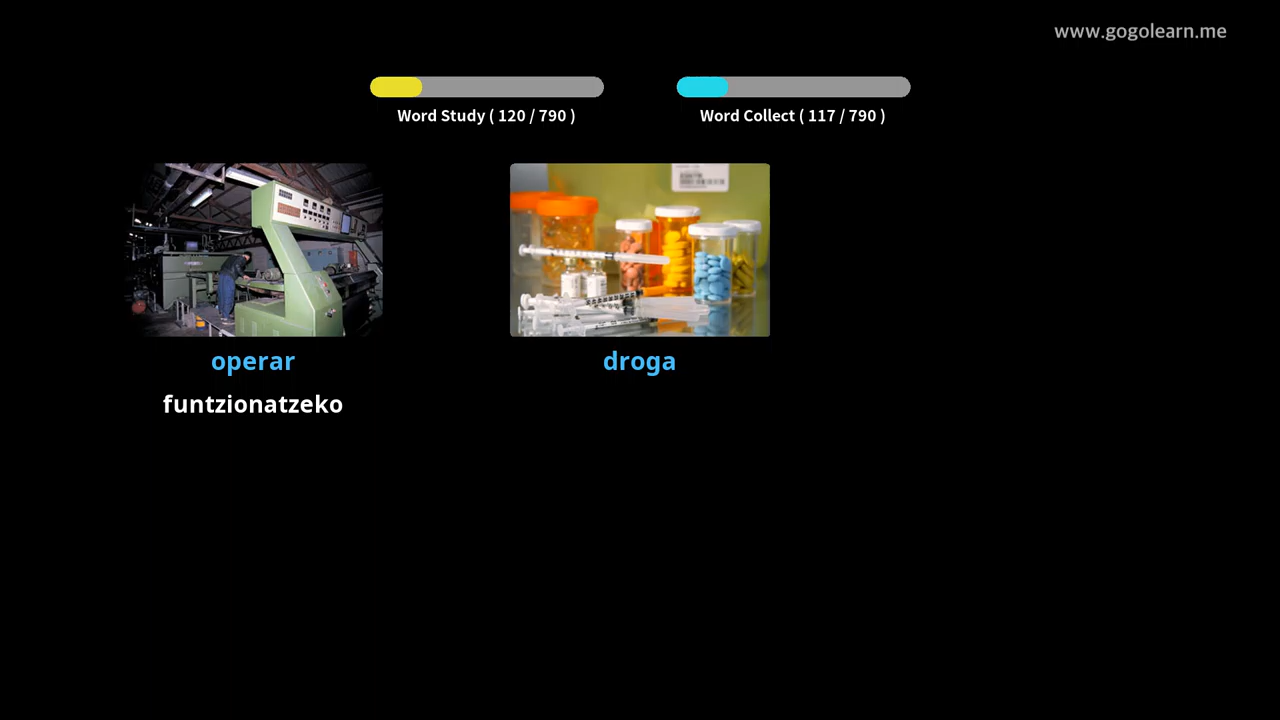 www.gogolearn.me
Word Study ( 120 / 790 )
Word Collect ( 117 / 790 )
operar
droga
funtzionatzeko